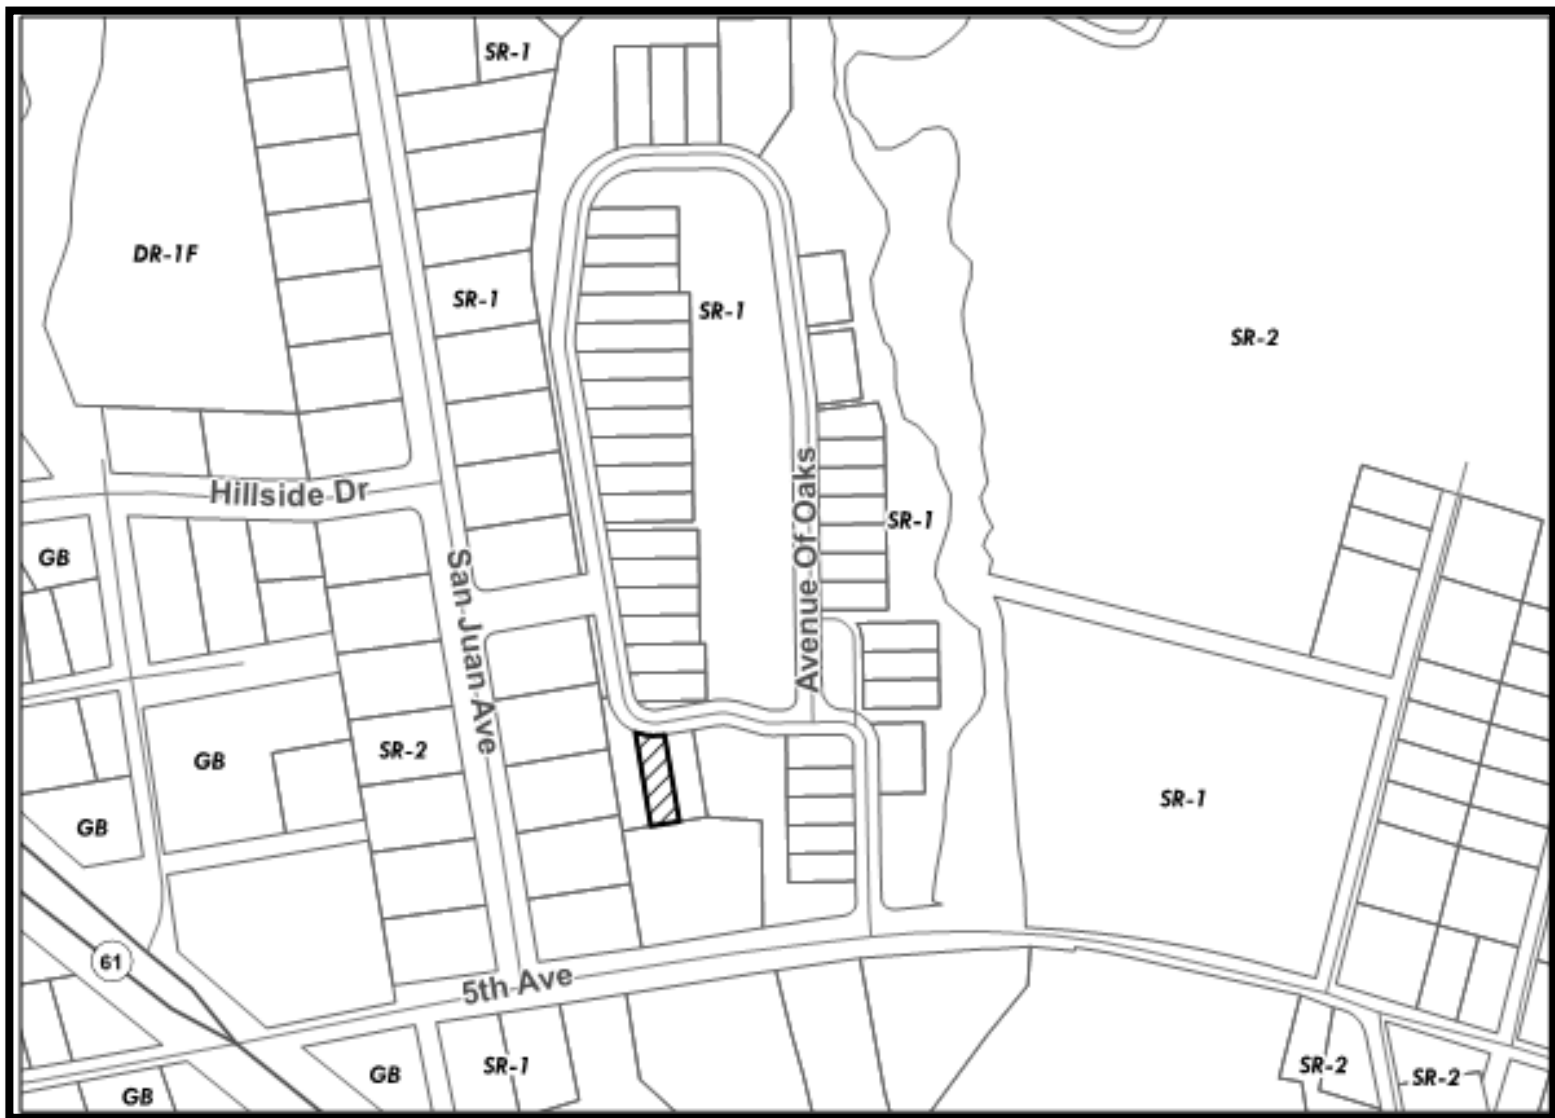 SR-1
DR-1F
SR-1
SR-1
SR-2
Hillside Dr
SR-1
GB
San Juan Ave
Avenue Of Oaks
GB
SR-2
SR-1
GB
61
5th Ave
GB
SR-1
SR-2
SR-2
GB